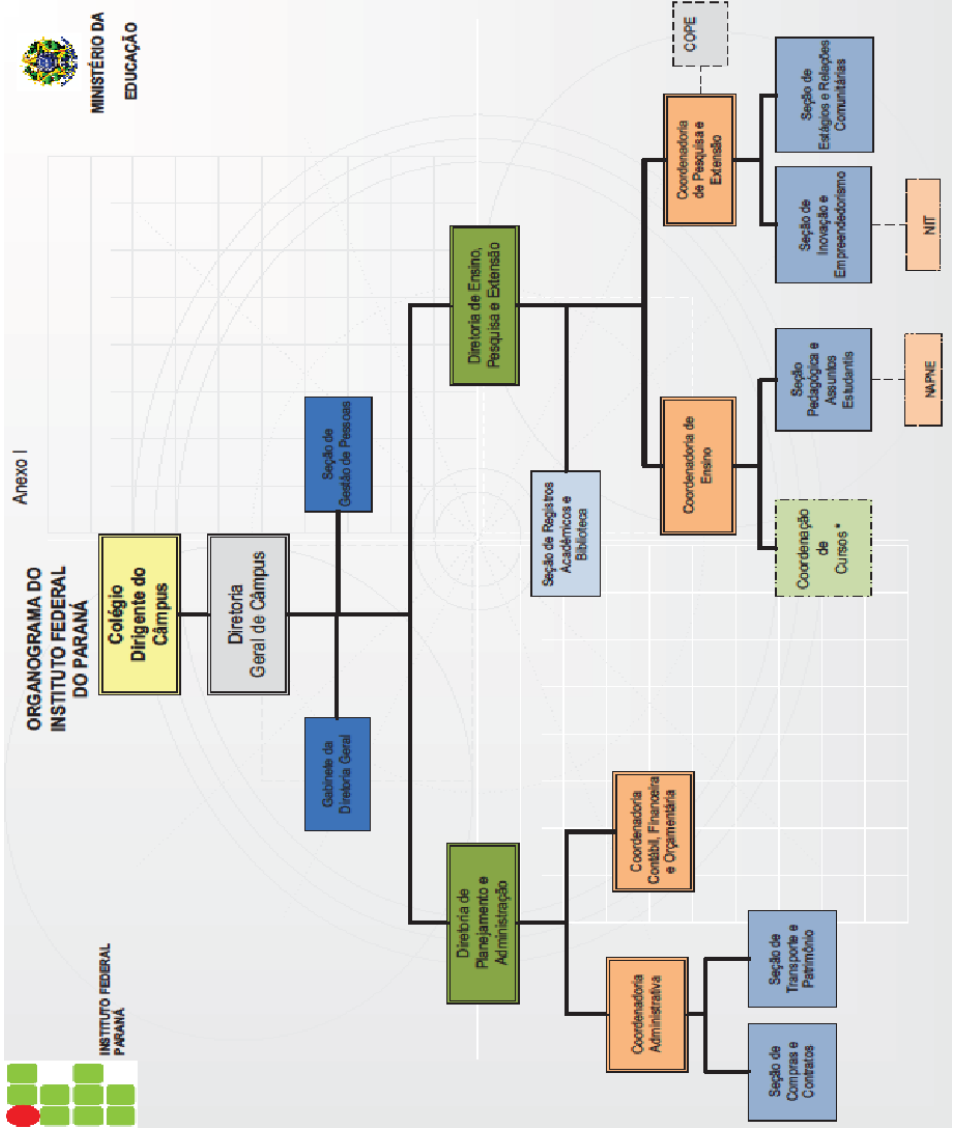 INSTITUTO FEDERAL
PARANÁ
ORGANOGRAMA DO
INSTITUTO FEDERAL
DO PARANÁ
Anexo I
MINISTÉRIO DA
EDUCAÇÃO
Colégio
Dirigente do
Câmpus
Diretoria
Geral de Câmpus
Gabinete da
Diretoria Geral
Seção de
Gestão de Pessoas
Diretoria de
Planejamento e
Administração
Diretoria de Ensino,
Pesquisa e Extensão
Seção de Registros
Acadêmicos e
Biblioteca
Coordenadoria
Administrativa
Coordenadoria
Contábil, Financeira
e Orçamentária
Coordenadoria de
Ensino
Coordenadoria
de Pesquisa e
Extensão
COPE
Seção de
Compras e
Contratos
Seção de
Transporte e
Patrimônio
Coordenação
de
Cursos *
Seção
Pedagógica e
Assuntos
Estudantis
Seção de
Inovação e
Empreendedorismo
Seção de
Estágios e Relações
Comunitárias
NAPNE
NIT